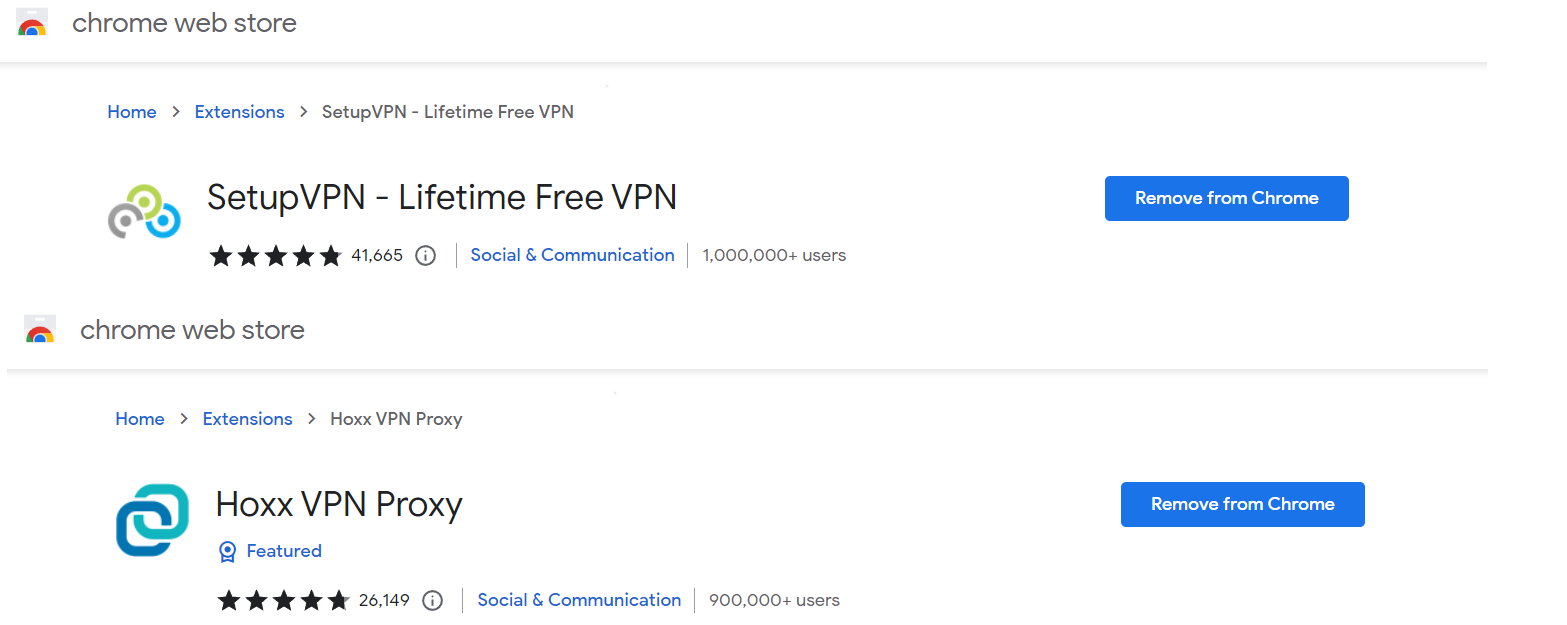 chrome web store
Home > Extensions > SetupVPN - Lifetime Free VPN
SetupVPN - Lifetime Free VPN
Remove from Chrome
41,665 Social & Communication 1,000,000+ users
chrome web store
Home > Extensions > Hoxx VPN Proxy
Hoxx VPN Proxy
Remove from Chrome
Featured
26,149 Social & Communication 900,000+ users